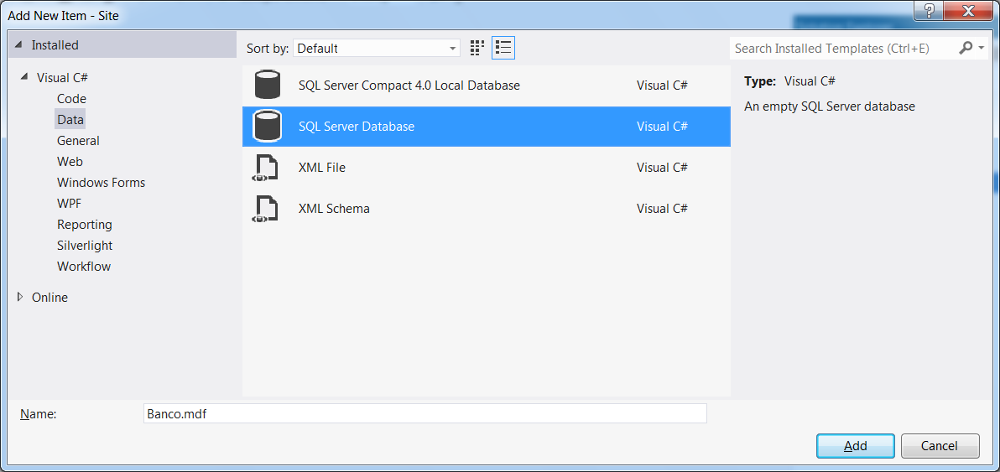 Add New Item - Site
?
Installed
Visual C#
Code
Data
General
Web
Windows Forms
WPF
Reporting
Silverlight
Workflow
Online
Sort by: Default
Search Installed Templates (Ctrl+E)
SQL Server Compact 4.0 Local Database Visual C#
SQL Server Database Visual C#
XML File Visual C#
XML Schema Visual C#
Type: Visual C#
An empty SQL Server database
Name: Banco.mdf
Add Cancel